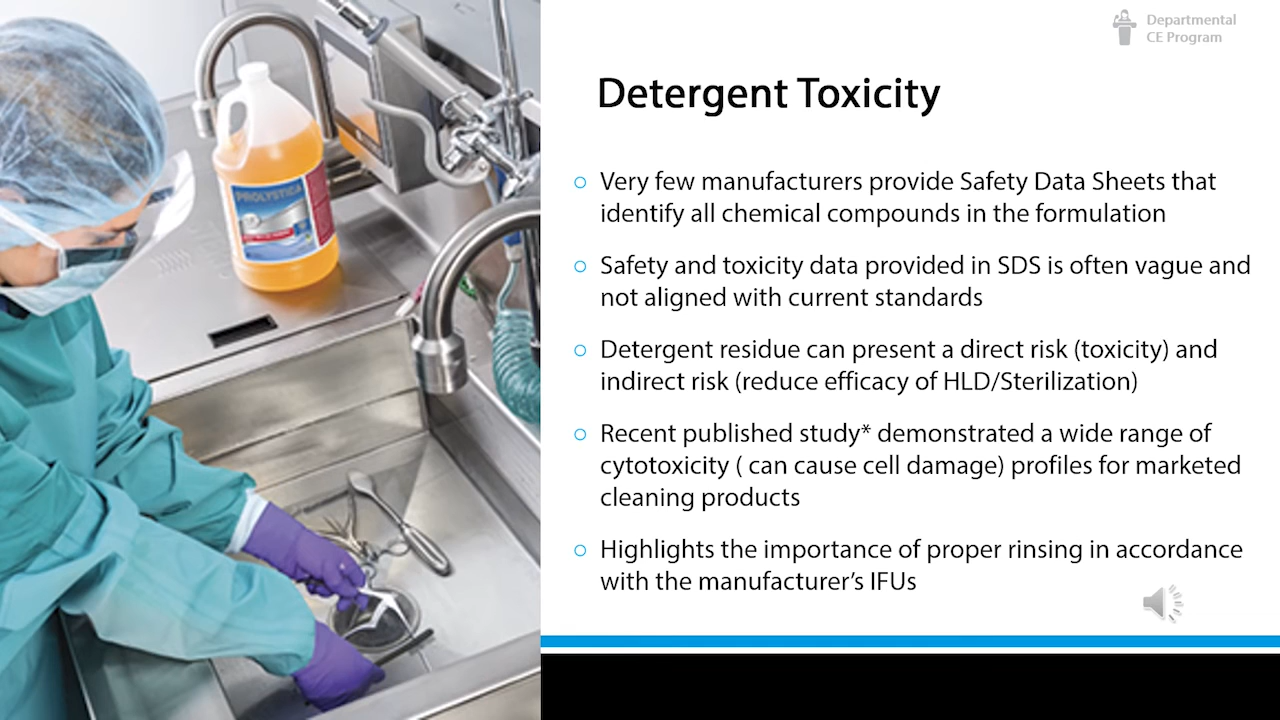 Departmental
CE Program
Detergent Toxicity
○ Very few manufacturers provide Safety Data Sheets that
identify all chemical compounds in the formulation
○ Safety and toxicity data provided in SDS is often vague and
not aligned with current standards
○ Detergent residue can present a direct risk (toxicity) and
indirect risk (reduce efficacy of HLD/Sterilization)
○ Recent published study* demonstrated a wide range of
cytotoxicity ( can cause cell damage) profiles for marketed
cleaning products
○ Highlights the importance of proper rinsing in accordance
with the manufacturer’s IFUs
PROLYSTICA